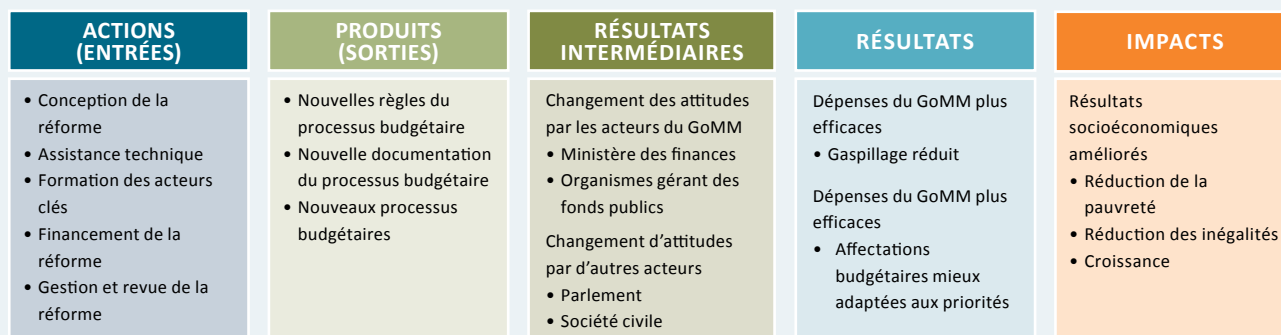 ACTIONS
(ENTRÉES)
• Conception de la
réforme
• Assistance technique
• Formation des acteurs
clés
• Financement de la
réforme
• Gestion et revue de la
réforme
PRODUITS
(SORTIES)
• Nouvelles règles du
processus budgétaire
• Nouvelle documentation
du processus budgétaire
• Nouveaux processus
budgétaires
RÉSULTATS
INTERMÉDIAIRES
Changement des attitudes
par les acteurs du GoMM
• Ministère des finances
• Organismes gérant des
fonds publics
Changement d’attitudes
par d’autres acteurs
• Parlement
• Société civile
RÉSULTATS
Dépenses du GoMM plus
efficaces
• Gaspillage réduit
Dépenses du GoMM plus
efficaces
• Affectations
budgétaires mieux
adaptées aux priorités
IMPACTS
Résultats
socioéconomiques
améliorés
• Réduction de la
pauvreté
• Réduction des inégalités
• Croissance